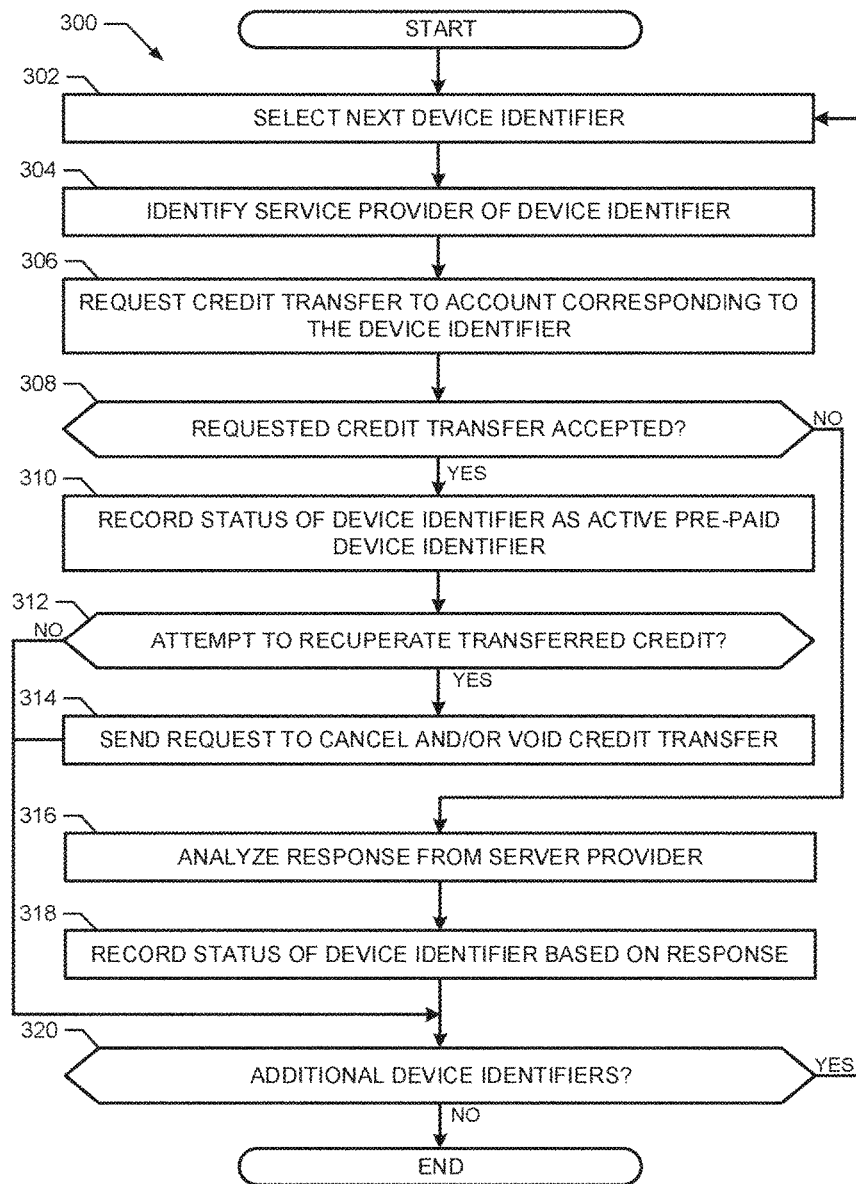 300
START
302
SELECT NEXT DEVICE IDENTIFIER
304
IDENTIFY SERVICE PROVIDER OF DEVICE IDENTIFIER
306
REQUEST CREDIT TRANSFER TO ACCOUNT CORRESPONDING TO
THE DEVICE IDENTIFIER
308
REQUESTED CREDIT TRANSFER ACCEPTED?
NO
YES
310
RECORD STATUS OF DEVICE IDENTIFIER AS ACTIVE PRE-PAID
DEVICE IDENTIFIER
312
NO
ATTEMPT TO RECUPERATE TRANSFERRED CREDIT?
YES
314
SEND REQUEST TO CANCEL AND/OR VOID CREDIT TRANSFER
316
ANALYZE RESPONSE FROM SERVER PROVIDER
318
RECORD STATUS OF DEVICE IDENTIFIER BASED ON RESPONSE
320
ADDITIONAL DEVICE IDENTIFIERS?
YES
NO
END